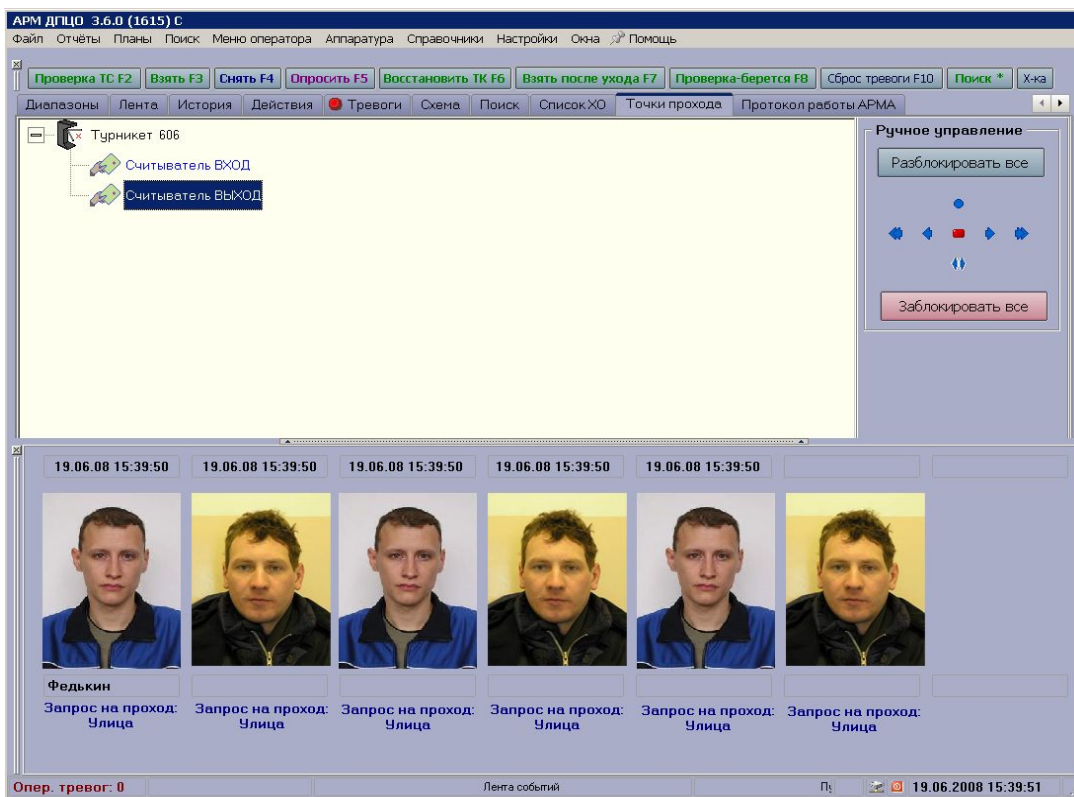 АРМ ДПЦО 3.6.0 (1615) С
Файл Отчёты Планы Поиск Меню оператора Аппаратура Справочники Настройки Окна Помощь
Проверка ТС F2 Взять F3 Снять F4 Опросить F5 Восстановить ТК F6 Взять после ухода F7 Проверка-берется F8 Сброс тревоги F10 Поиск * Х-ка
Диапазоны Лента История Действия Тревоги Схема Поиск Список ХО Точки прохода Протокол работы АРМА
Ручное управление
Турникет 606
Разблокировать все
Считыватель ВХОД
Считыватель ВЫХОД
Заблокировать все
19.06.08 15:39:50 19.06.08 15:39:50 19.06.08 15:39:50 19.06.08 15:39:50 19.06.08 15:39:50
Федькин
Запрос на проход: Запрос на проход: Запрос на проход: Запрос на проход: Запрос на проход: Запрос на проход:
Улица Улица Улица Улица Улица Улица
Опер. тревог: 0 Лента событий 19.06.2008 15:39:51